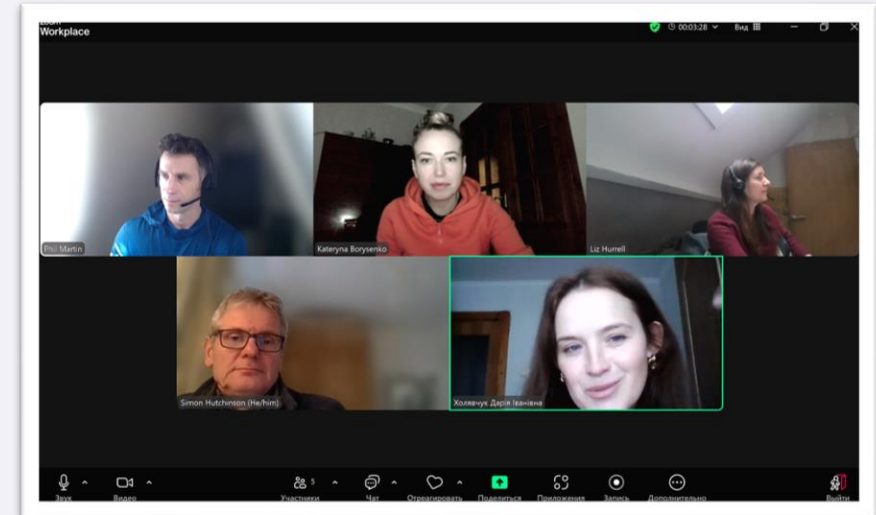 Workplace
00:03:28
Вид
Phil Martin
Kateryna Borysenko
Liz Hurrell
Simon Hutchinson (He/him)
Холявчук Дарія Іванівна
5
Звук
Видео
Участники
Чат
Отреагировать
Поделиться
Приложения
Запись
Дополнительно
Выйти